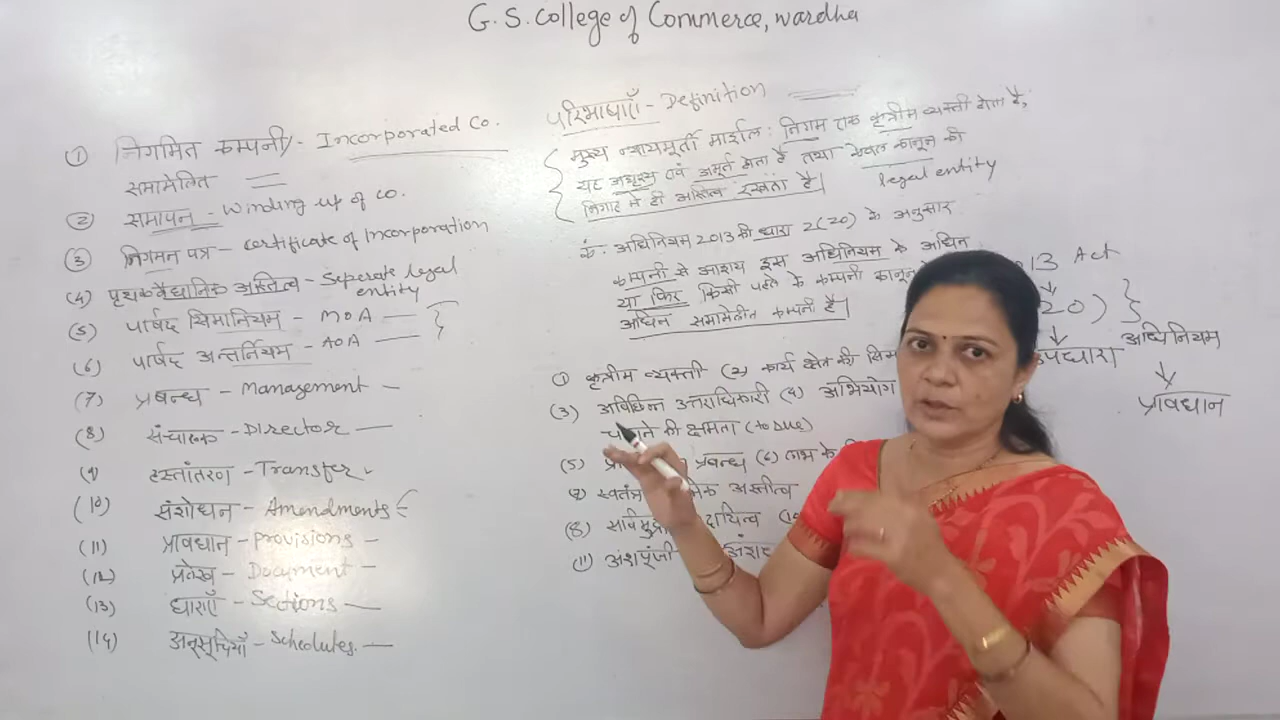 G. S. College of Commerce, wardha
① निगमित कम्पनी/- Incorporated Co.
समामेलित
② समापन - Winding up of co.
③ निगमन पत्र - certificate of Incorporation
(4) पृथकवैधानिक अस्तित्व - Seperate legal
entity
(5) पार्षद सिमानियम - MOA
(6) पार्षद अन्तर्नियम - AOA
(7) प्रबन्ध - Management
(8) संचालक - Director
(9) हस्तांतरण - Transfer
(10) संशोधन - Amendments
(11) प्रावधान - provisions
(12) प्रलेख - Document
(13) धाराएँ - Sections
(14) अनूसूचियाँ - Schedules.
परिभाषाएँ - Definition
मुख्य न्यायमूर्ती मार्शल: निगम एक कृत्रीम व्यक्ती होता है,
यह अदृश्य एवं अमूर्त होता है तथा केवल कानून की
निगाह मे ही अस्तित्व रखता है।
legal entity
कं. अधिनियम 2013 की धारा 2(20) के अनुसार
कम्पनी से आशय इस अधिनियम के अधिन
या फिर किसी पहले के कम्पनी
अधिन समामेलीत कम्पनी है।
13 Act
20)
उपधारा
अधिनियम
प्रावधान
① कृत्रीम व्यक्ती (2) कार्य क्षेत्र की
(3) अविछिन्न उत्तराधिकारी (4) अभियोग
की क्षमता (to sue)
(5) प्रबन्ध (6) लाभ के
(7) अस्तीत्व
(8) दायित्व
(11) अंशपूंजी